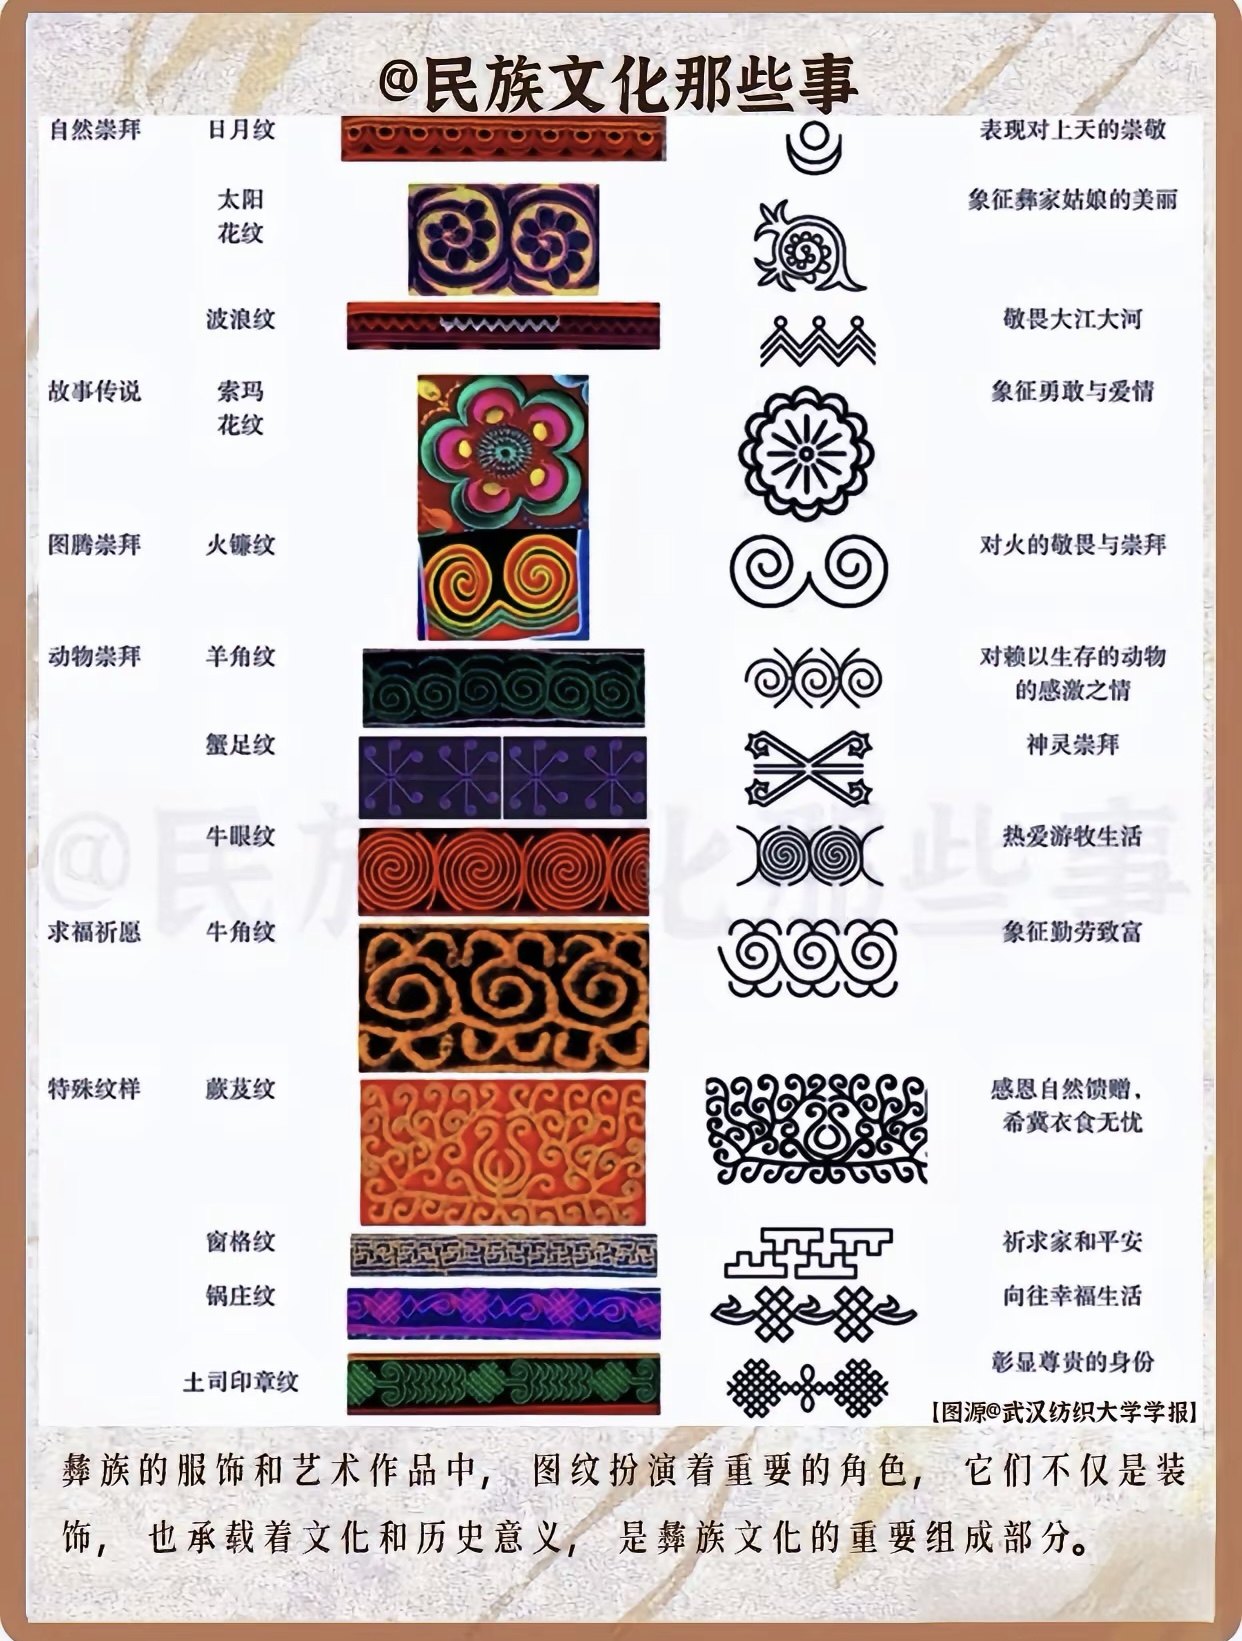 @民族文化那些事
自然崇拜 日月纹 表现对上天的崇敬
太阳 象征彝家姑娘的美丽
花纹
波浪纹 敬畏大江大河
故事传说 索玛 象征勇敢与爱情
花纹
图腾崇拜 火镰纹 对火的敬畏与崇拜
动物崇拜 羊角纹 对赖以生存的动物
的感激之情
蟹足纹 神灵崇拜
牛眼纹 热爱游牧生活
@民族文化那些事
求福祈愿 牛角纹 象征勤劳致富
特殊纹样 蕨芨纹 感恩自然馈赠，
希冀衣食无忧
窗格纹 祈求家和平安
锅庄纹 向往幸福生活
土司印章纹 彰显尊贵的身份
【图源@武汉纺织大学学报】
彝族的服饰和艺术作品中， 图纹扮演着重要的角色， 它们不仅是装
饰， 也承载着文化和历史意义， 是彝族文化的重要组成部分。